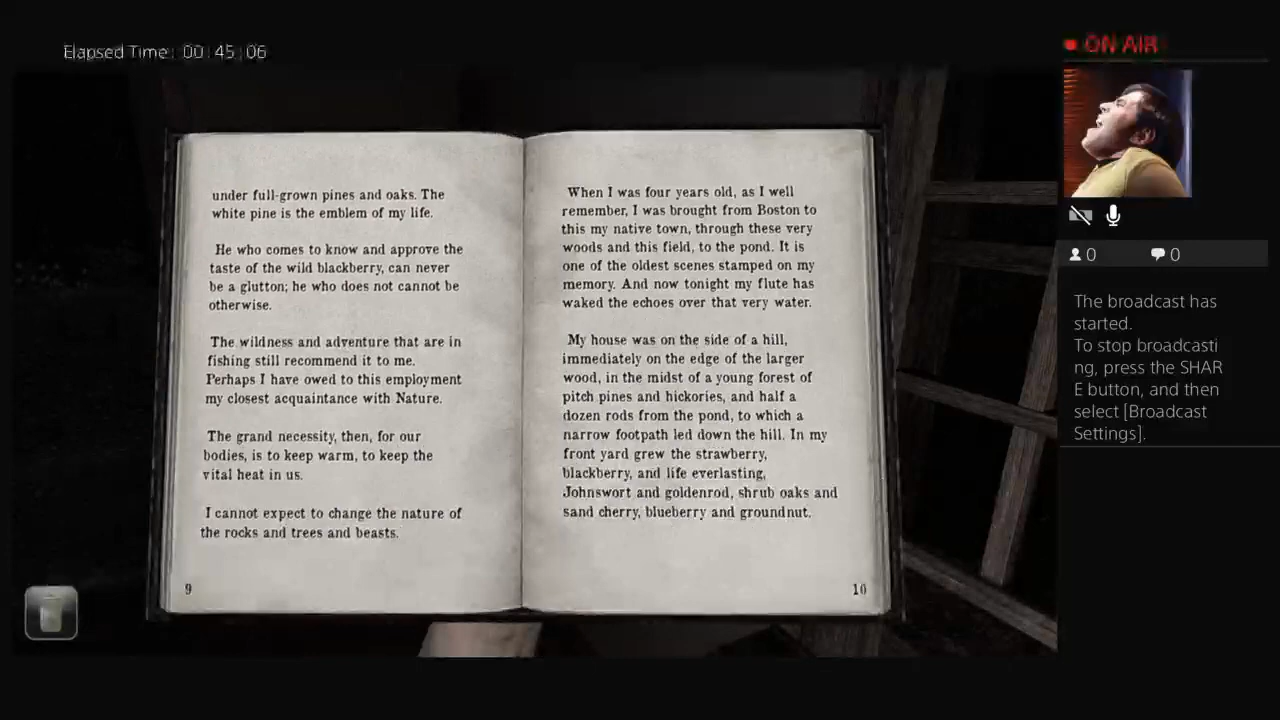 Elapsed Time : 00 45 06
ON AIR
under full-grown pines and oaks. The
white pine is the emblem of my life.
He who comes to know and approve the
taste of the wild blackberry, can never
be a glutton; he who does not cannot be
otherwise.
The wildness and adventure that are in
fishing still recommend it to me.
Perhaps I have owed to this employment
my closest acquaintance with Nature.
The grand necessity, then, for our
bodies, is to keep warm, to keep the
vital heat in us.
I cannot expect to change the nature of
the rocks and trees and beasts.
9
When I was four years old, as I well
remember, I was brought from Boston to
this my native town, through these very
woods and this field, to the pond. It is
one of the oldest scenes stamped on my
memory. And now tonight my flute has
waked the echoes over that very water.
My house was on the side of a hill,
immediately on the edge of the larger
wood, in the midst of a young forest of
pitch pines and hickories, and half a
dozen rods from the pond, to which a
narrow footpath led down the hill. In my
front yard grew the strawberry,
blackberry, and life everlasting,
Johnswort and goldenrod, shrub oaks and
sand cherry, blueberry and groundnut.
10
0
0
The broadcast has
started.
To stop broadcasti
ng, press the SHAR
E button, and then
select [Broadcast
Settings].